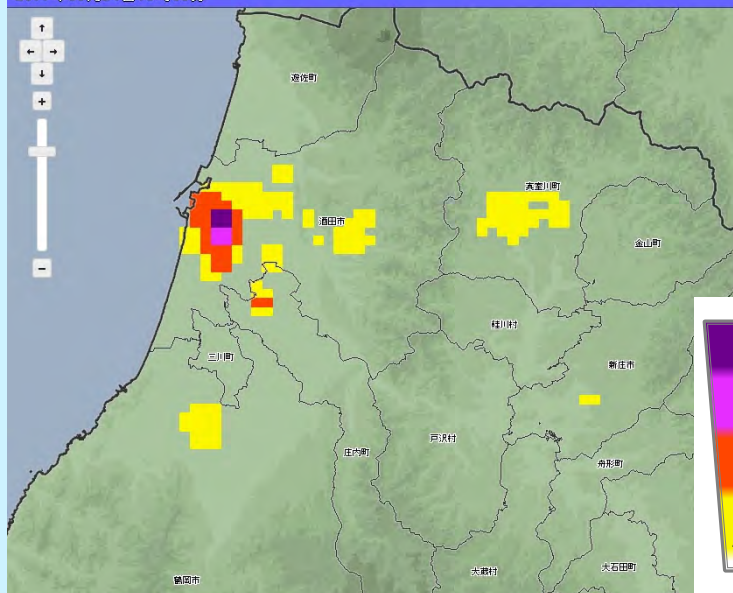 ↑
← →
↓
+
−
遊佐町
真室川町
酒田市
金山町
鮭川村
新庄市
三川町
庄内町
戸沢村
舟形町
大蔵村
大石田町
鶴岡市